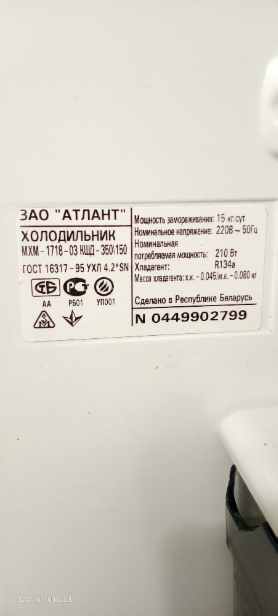 ЗАО "АТЛАНТ"
ХОЛОДИЛЬНИК
МХМ - 1718 - 03 КШД - 350/150
ГОСТ 16317 - 95 УХЛ 4.2*SN
АА РБ01 УП001
Мощность замораживания: 15 кг/сут
Номинальное напряжение: 220В ~ 50Гц
Номинальная
потребляемая мощность: 210 Вт
Хладагент: R134a
Масса хладагента: х.к. - 0.045/м.к. - 0.080 кг
Сделано в Республике Беларусь
N 0449902799